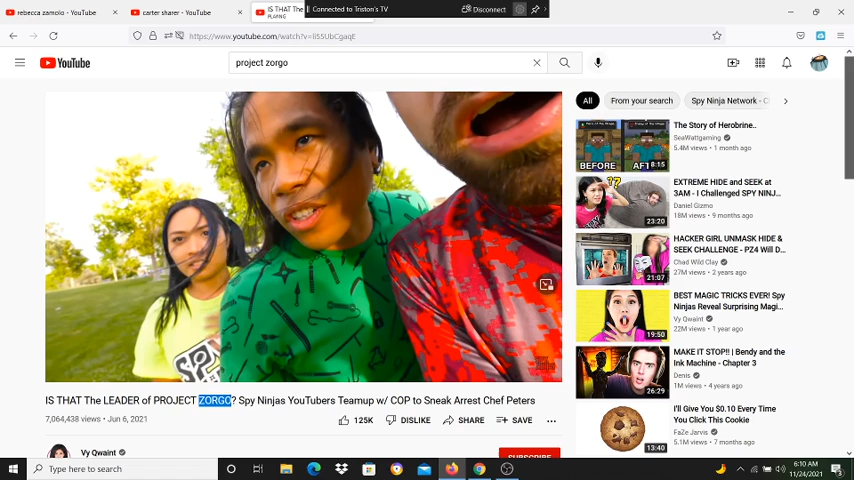 rebecca zamolo - YouTube
carter sharer - YouTube
IS THAT The
PLAYING
Connected to Triston's TV
Disconnect
https://www.youtube.com/watch?v=
YouTube
project zorgo
All
From your search
Spy Ninja Network - C
The Story of Herobrine..
SeaWattgaming
5.4M views • 1 month ago
BEFORE
AFT
8:15
EXTREME HIDE and SEEK at
3AM - I Challenged SPY NINJ...
Daniel Gizmo
18M views • 9 months ago
23:20
HACKER GIRL UNMASK HIDE &
SEEK CHALLENGE - PZ4 Will D...
Chad Wild Clay
27M views • 2 years ago
21:07
BEST MAGIC TRICKS EVER! Spy
Ninjas Reveal Surprising Magi...
Vy Qwaint
22M views • 1 year ago
19:50
MAKE IT STOP!! | Bendy and the
Ink Machine - Chapter 3
Denis
1M views • 4 years ago
26:29
I'll Give You $0.10 Every Time
You Click This Cookie
FaZe Jarvis
5.1M views • 7 months ago
13:40
IS THAT The LEADER of PROJECT ZORGO? Spy Ninjas YouTubers Teamup w/ COP to Sneak Arrest Chef Peters
7,064,438 views • Jun 6, 2021
125K
DISLIKE
SHARE
SAVE
Vy Qwaint
SUBSCRIBE
Type here to search
6:10 AM
11/24/2021